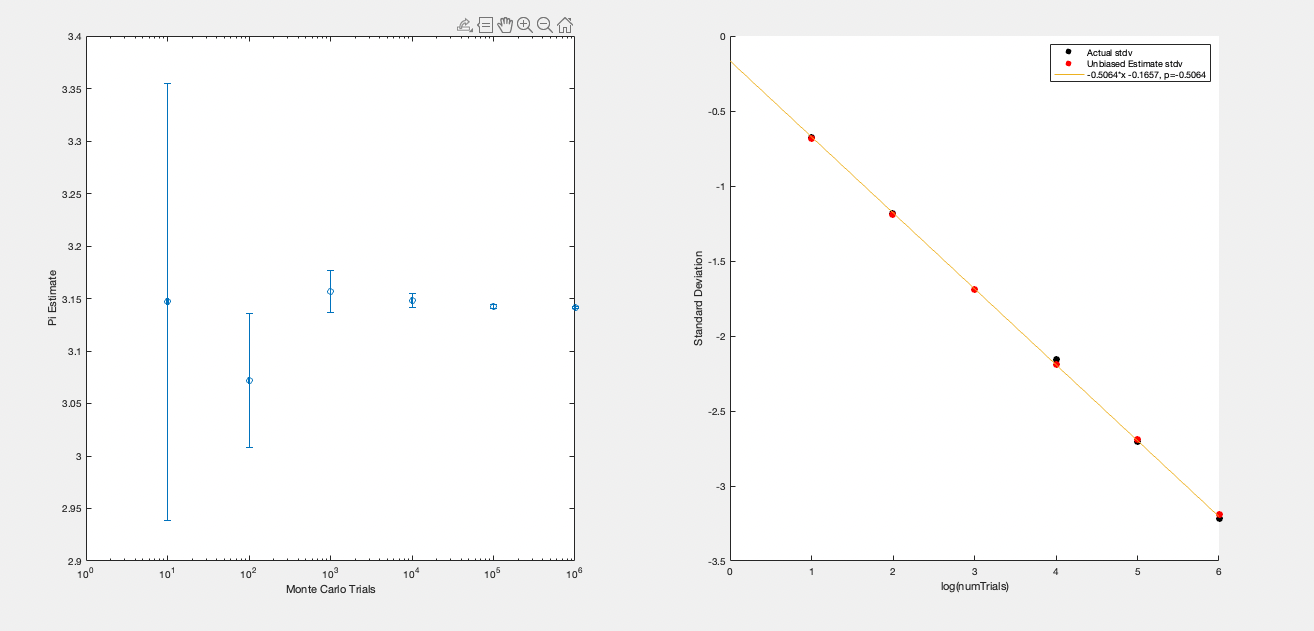 3.4
3.35
3.3
3.25
3.2
3.15
3.1
3.05
3
2.95
2.9
Pi Estimate
10^0 10^1 10^2 10^3 10^4 10^5 10^6
Monte Carlo Trials
0
-0.5
-1
-1.5
-2
-2.5
-3
-3.5
Standard Deviation
Actual stdv
Unbiased Estimate stdv
-0.5064*x -0.1657, p=-0.5064
0 1 2 3 4 5 6
log(numTrials)